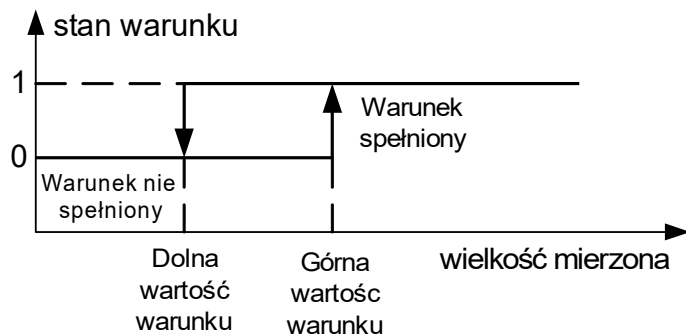 stan warunku
1
Warunek
spełniony
0
Warunek nie
spełniony
Dolna
wartość
warunku
Górna
wartośc
warunku
wielkość mierzona